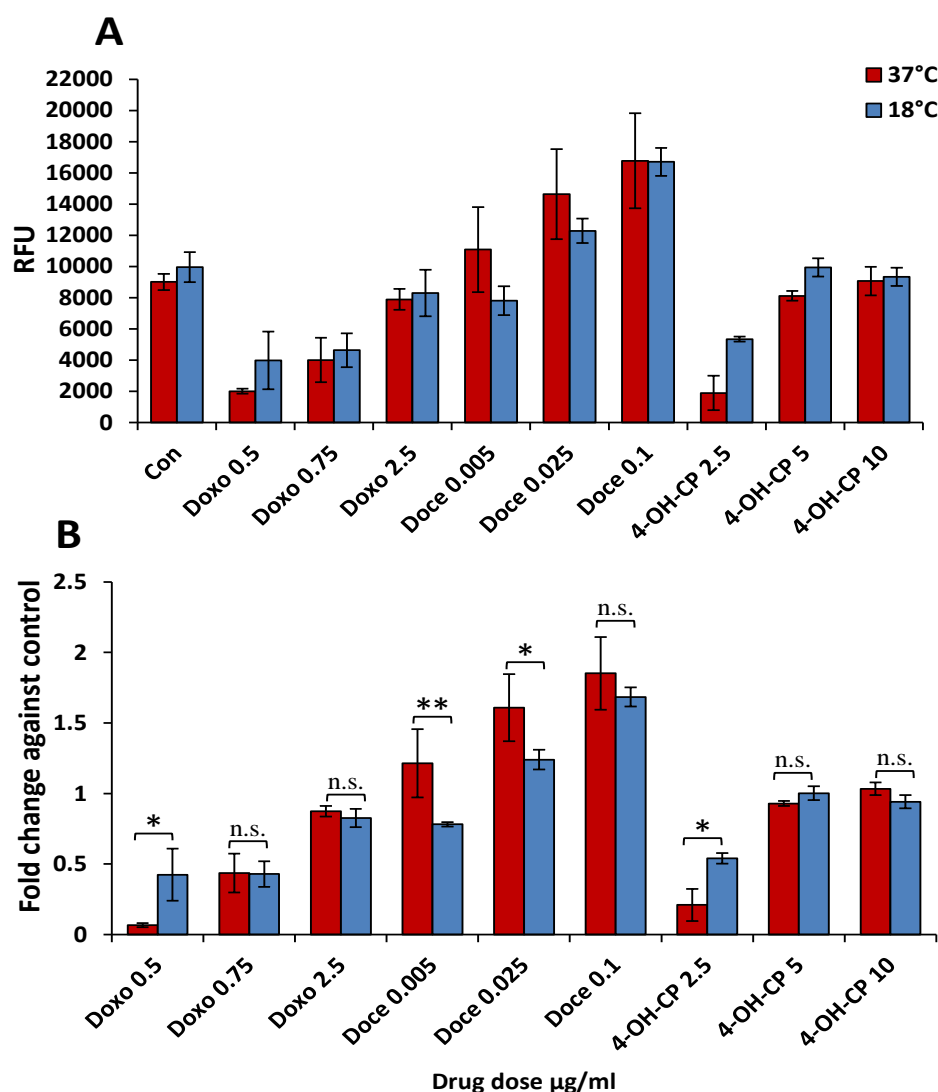 A
37°C
18°C
RFU
22000
20000
18000
16000
14000
12000
10000
8000
6000
4000
2000
0
Con
Doxo 0.5
Doxo 0.75
Doxo 2.5
Doce 0.005
Doce 0.025
Doce 0.1
4-OH-CP 2.5
4-OH-CP 5
4-OH-CP 10
B
Fold change against control
2.5
2
1.5
1
0.5
0
*
n.s.
n.s.
**
*
n.s.
*
n.s.
n.s.
Doxo 0.5
Doxo 0.75
Doxo 2.5
Doce 0.005
Doce 0.025
Doce 0.1
4-OH-CP 2.5
4-OH-CP 5
4-OH-CP 10
Drug dose µg/ml